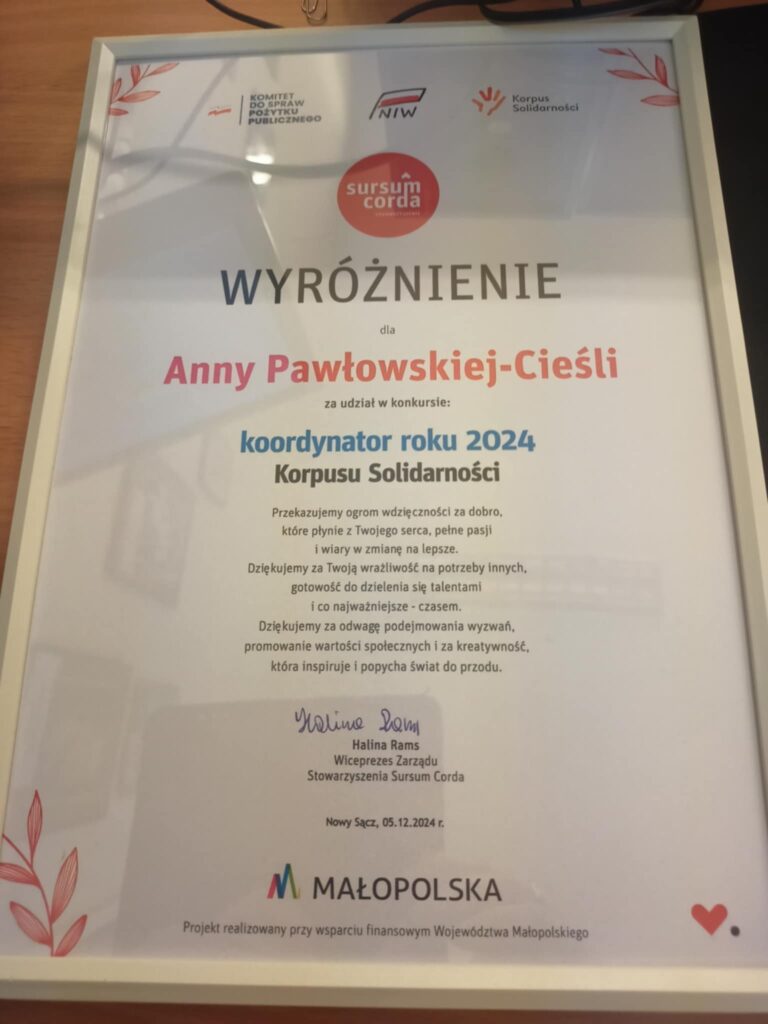 KOMITET
DO SPRAW
POŻYTKU
PUBLICZNEGO
NIW
Korpus
Solidarności
sursum
corda
WYRÓŻNIENIE
dla
Anny Pawłowskiej-Cieśli
za udział w konkursie:
koordynator roku 2024
Korpusu Solidarności
Przekazujemy ogrom wdzięczności za dobro,
które płynie z Twojego serca, pełne pasji
i wiary w zmianę na lepsze.
Dziękujemy za Twoją wrażliwość na potrzeby innych,
gotowość do dzielenia się talentami
i co najważniejsze - czasem.
Dziękujemy za odwagę podejmowania wyzwań,
promowanie wartości społecznych i za kreatywność,
która inspiruje i popycha świat do przodu.
Halina Rams
Halina Rams
Wiceprezes Zarządu
Stowarzyszenia Sursum Corda
Nowy Sącz, 05.12.2024 r.
MAŁOPOLSKA
Projekt realizowany przy wsparciu finansowym Województwa Małopolskiego